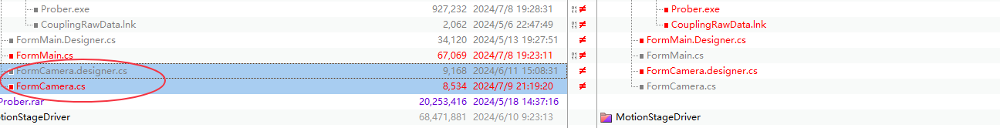 Prober.exe 927,232 2024/7/8 19:28:31 Prober.exe
CouplingRawData.lnk 2,062 2024/5/6 22:47:49 CouplingRawData.lnk
FormMain.Designer.cs 34,120 2024/5/13 19:27:51 FormMain.Designer.cs
FormMain.cs 67,069 2024/7/8 19:23:11 FormMain.cs
FormCamera.designer.cs 9,168 2024/6/11 15:08:31 FormCamera.designer.cs
FormCamera.cs 8,534 2024/7/9 21:19:20 FormCamera.cs
Prober.rar 20,253,416 2024/5/18 14:37:16
otionStageDriver 68,471,881 2024/6/10 9:23:13 MotionStageDriver